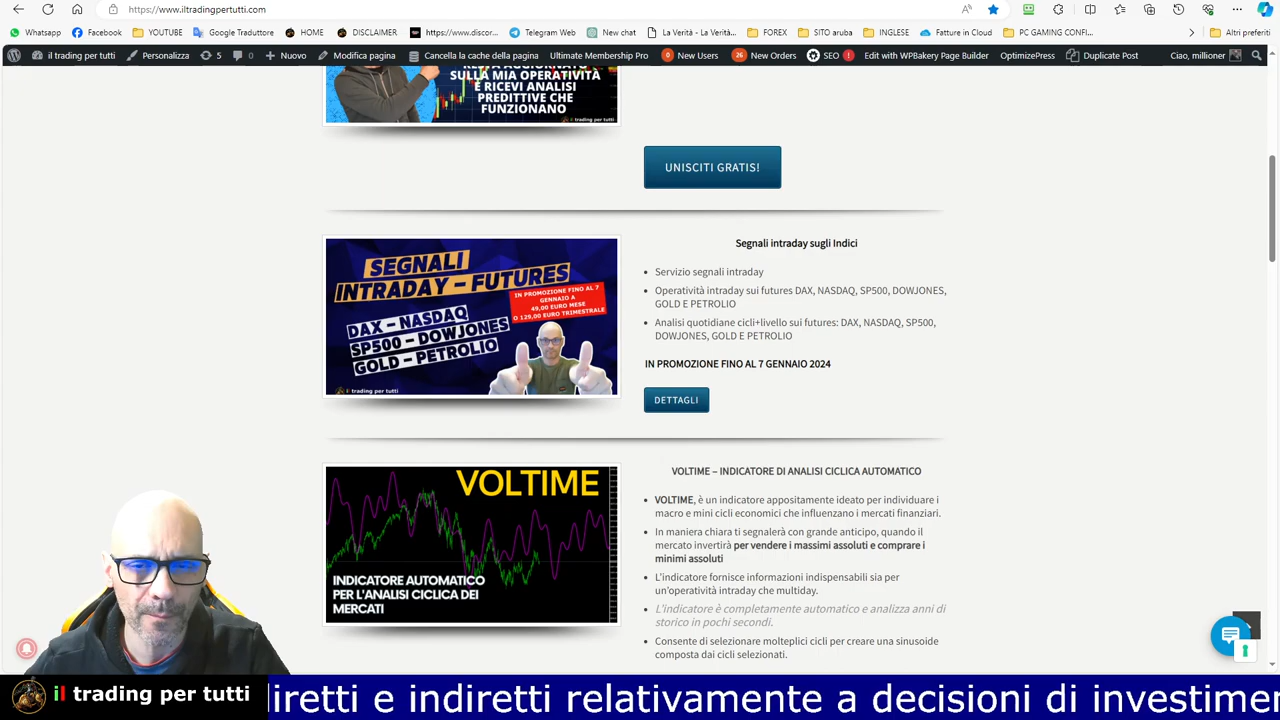 https://www.iltradingpertutti.com
Whatsapp
Facebook
YOUTUBE
Google Traduttore
HOME
DISCLAIMER
https://www.discor...
Telegram Web
New chat
La Verità - La Verità...
FOREX
SITO aruba
INGLESE
Fatture in Cloud
PC GAMING CONFI...
Altri preferiti
il trading per tutti
Personalizza
5
0
Nuovo
Modifica pagina
Cancella la cache della pagina
Ultimate Membership Pro
10 New Users
26 New Orders
SEO
Edit with WPBakery Page Builder
OptimizePress
Duplicate Post
Ciao, millioner
SULLA MIA OPERATIVITÀ
E RICEVI ANALISI
PREDITTIVE CHE
FUNZIONANO
il trading per tutti
UNISCITI GRATIS!
SEGNALI
INTRADAY – FUTURES
IN PROMOZIONE FINO AL 7
GENNAIO A
49,00 EURO MESE
O 129,00 EURO TRIMESTRALE
DAX – NASDAQ
SP500 – DOWJONES
GOLD – PETROLIO
il trading per tutti
Segnali intraday sugli Indici
Servizio segnali intraday
Operatività intraday sui futures DAX, NASDAQ, SP500, DOWJONES,
GOLD E PETROLIO
Analisi quotidiane cicli+livello sui futures: DAX, NASDAQ, SP500,
DOWJONES, GOLD E PETROLIO
IN PROMOZIONE FINO AL 7 GENNAIO 2024
DETTAGLI
VOLTIME
INDICATORE AUTOMATICO
PER L'ANALISI CICLICA DEI
MERCATI
VOLTIME – INDICATORE DI ANALISI CICLICA AUTOMATICO
VOLTIME, è un indicatore appositamente ideato per individuare i
macro e mini cicli economici che influenzano i mercati finanziari.
In maniera chiara ti segnalerà con grande anticipo, quando il
mercato invertirà per vendere i massimi assoluti e comprare i
minimi assoluti
L'indicatore fornisce informazioni indispensabili sia per
un'operatività intraday che multiday.
L'indicatore è completamente automatico e analizza anni di
storico in pochi secondi.
Consente di selezionare molteplici cicli per creare una sinusoide
composta dai cicli selezionati.
il trading per tutti
diretti e indiretti relativamente a decisioni di investimen